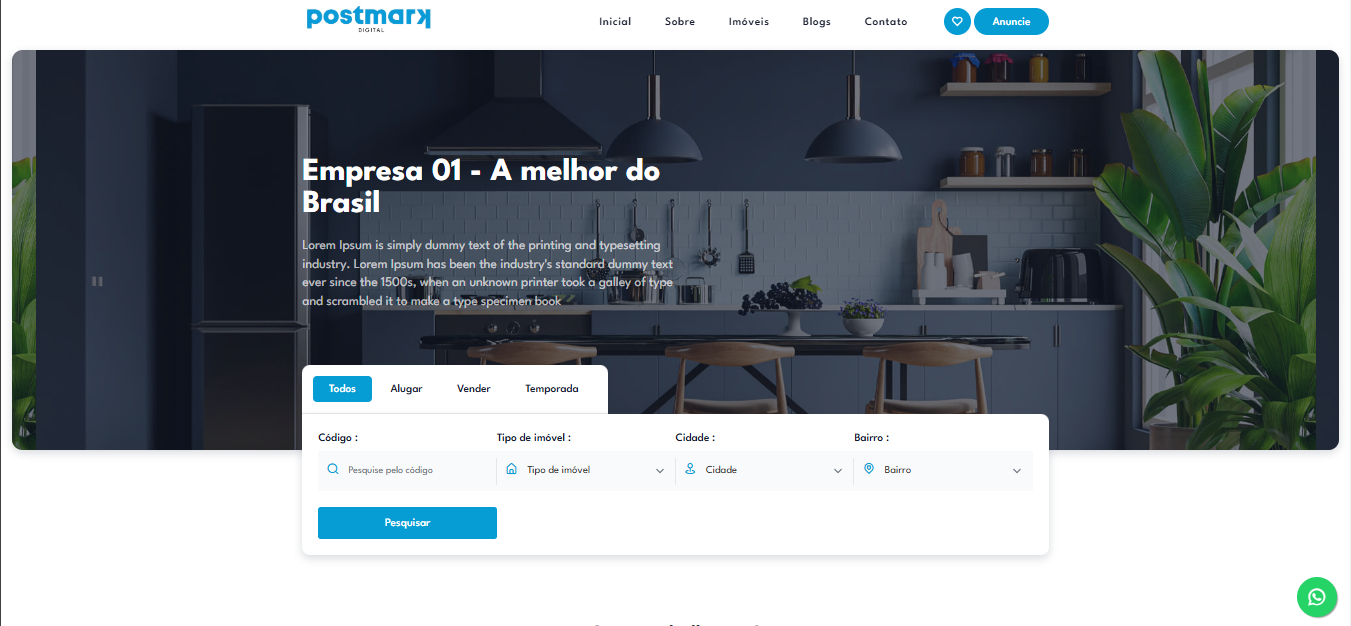 postmark
DIGITAL
Inicial
Sobre
Imóveis
Blogs
Contato
Anuncie
Empresa 01 - A melhor do
Brasil
Lorem Ipsum is simply dummy text of the printing and typesetting
industry. Lorem Ipsum has been the industry's standard dummy text
ever since the 1500s, when an unknown printer took a galley of type
and scrambled it to make a type specimen book
Todos
Alugar
Vender
Temporada
Código :
Tipo de imóvel :
Cidade :
Bairro :
Pesquise pelo código
Tipo de imóvel
Cidade
Bairro
Pesquisar